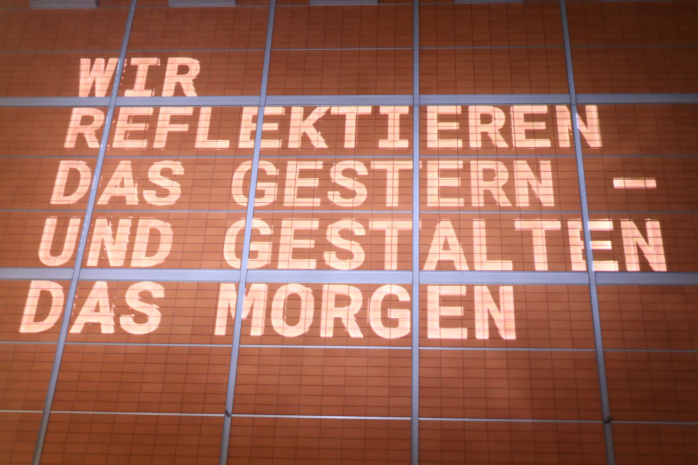 WIR
REFLEKTIEREN
DAS GESTERN –
UND GESTALTEN
DAS MORGEN